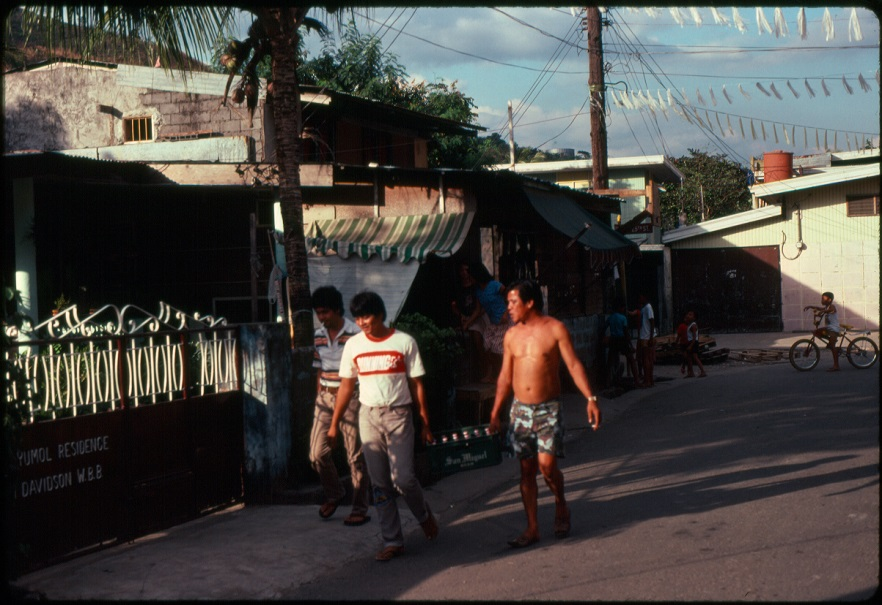 YUMOL RESIDENCE
DAVIDSON W.B.B
San Miguel